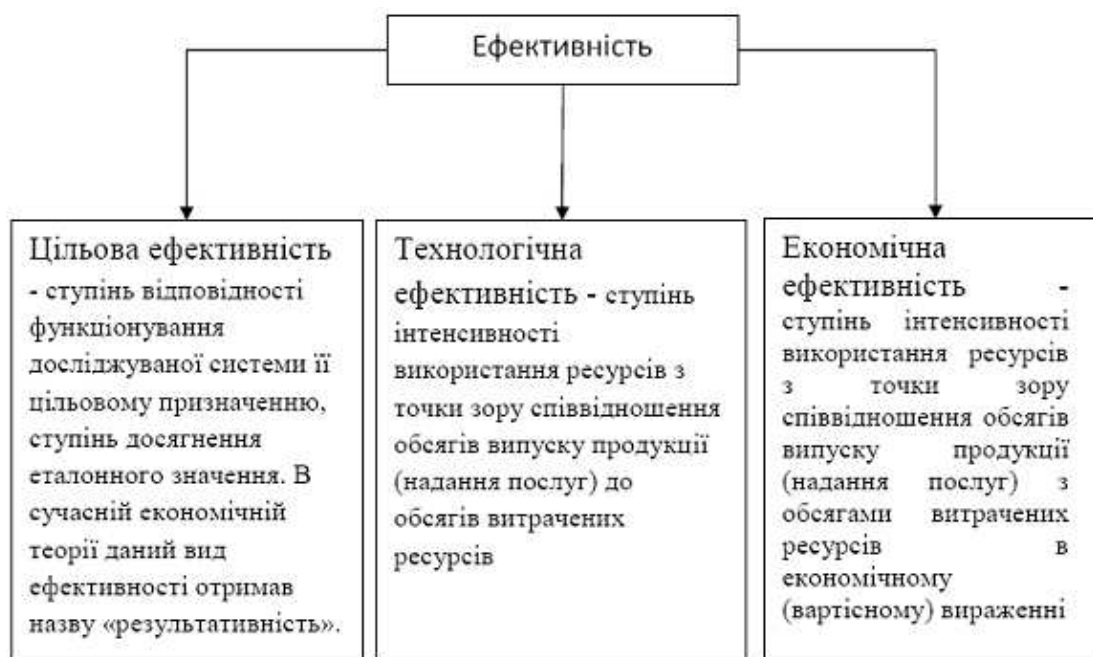 Ефективність
Цільова ефективність
- ступінь відповідності
функціонування
досліджуваної системи її
цільовому призначенню,
ступінь досягнення
еталонного значення. В
сучасній економічній
теорії даний вид
ефективності отримав
назву «результативність».
Технологічна
ефективність - ступінь
інтенсивності
використання ресурсів з
точки зору співвідношення
обсягів випуску продукції
(надання послуг) до
обсягів витрачених
ресурсів
Економічна
ефективність -
ступінь інтенсивності
використання ресурсів
з точки зору
співвідношення обсягів
випуску продукції
(надання послуг) з
обсягами витрачених
ресурсів в
економічному
(вартісному) вираженні